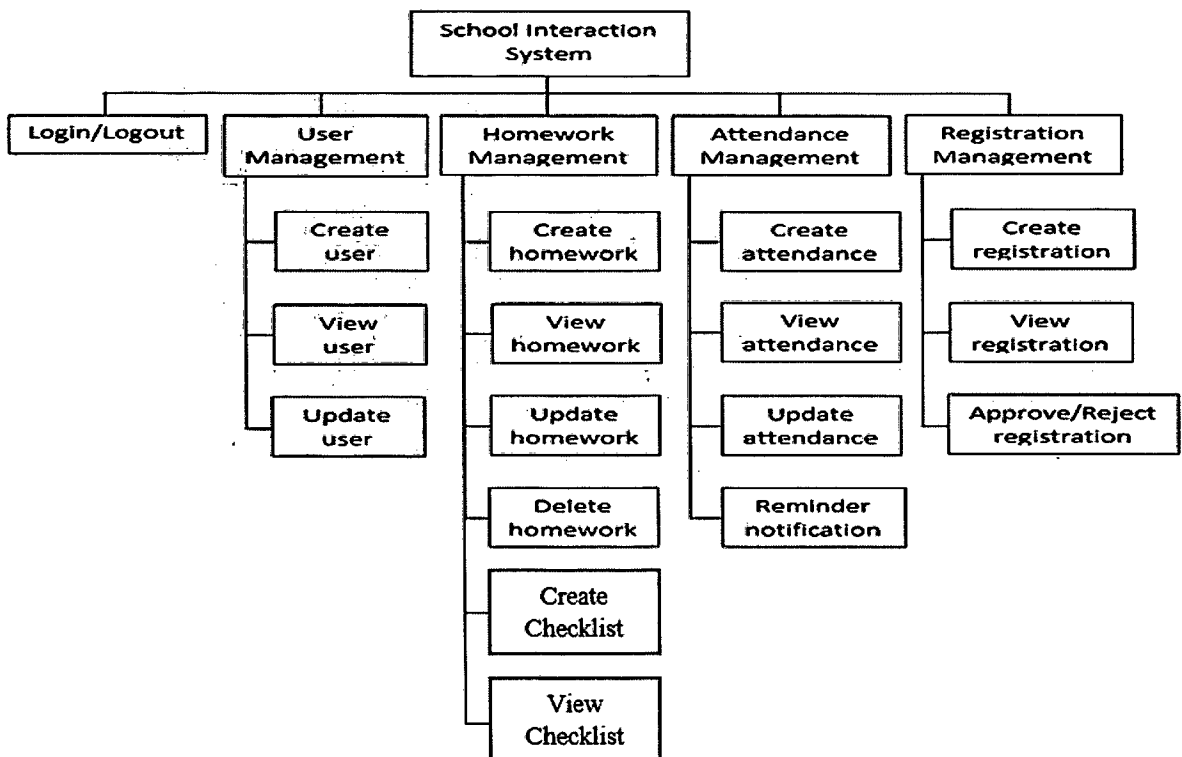 School Interaction
System
Login/Logout
User
Management
Homework
Management
Attendance
Management
Registration
Management
Create
user
View
user
Update
user
Create
homework
View
homework
Update
homework
Delete
homework
Create
Checklist
View
Checklist
Create
attendance
View
attendance
Update
attendance
Reminder
notification
Create
registration
View
registration
Approve/Reject
registration